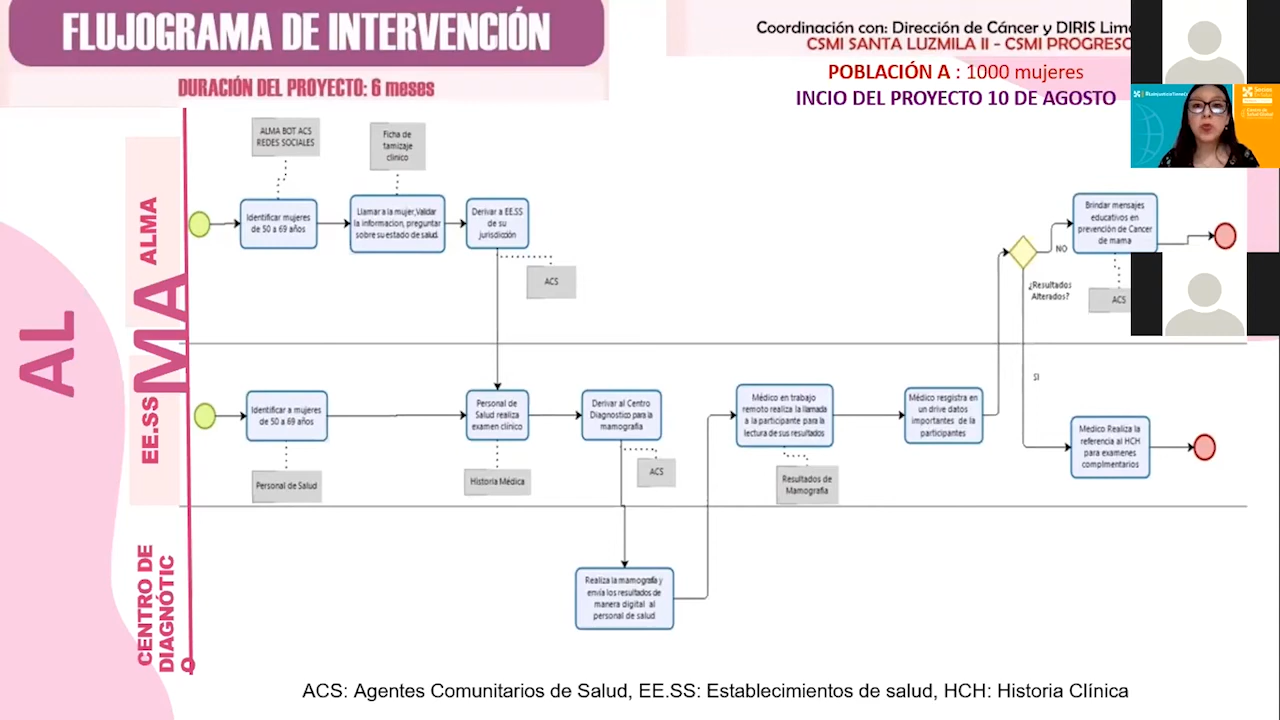 FLUJOGRAMA DE INTERVENCIÓN
DURACIÓN DEL PROYECTO: 6 meses
Coordinación con: Dirección de Cáncer y DIRIS
CSMI SANTA LUZMILA II - CSMI PROGRESO
POBLACIÓN A : 1000 mujeres
INCIO DEL PROYECTO 10 DE AGOSTO
ALMA
ALMA
ALMA BOT ACS
REDES SOCIALES
Ficha de
tamizaje
clinico
Identificar mujeres
de 50 a 69 años
Llamar a la mujer,Validar
la informacion, preguntar
sobre su estado de salud.
Derivar a EE.SS
de su
jurisdicción
ACS
Brindar mensajes
educativos en
prevención de Cancer
de mama
NO
¿Resultados
Alterados?
ACS
SI
EE.SS
Identificar a mujeres
de 50 a 69 años
Personal de Salud
Personal de
Salud realiza
examen clínico
Historia Médica
Derivar al Centro
Diagnostico para la
mamografia
ACS
Médico en trabajo
remoto realiza la llamada
a la participante para la
lectura de sus resultados
Resultados de
Mamografia
Médico resgistra en
un drive datos
importantes de la
participantes
Medico Realiza la
referencia al HCH
para examenes
complmentarios
CENTRO DE
DIAGNÓTIC
O
Realiza la mamografia y
envía los resultados de
manera digital al
personal de salud
ACS: Agentes Comunitarios de Salud, EE.SS: Establecimientos de salud, HCH: Historia Clínica